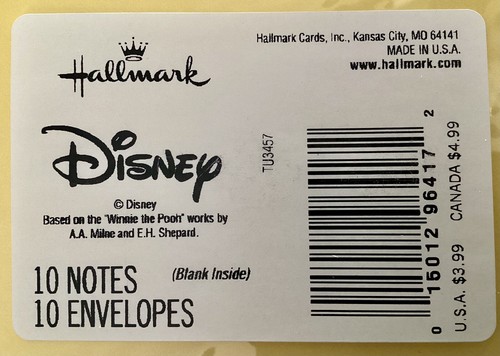 Hallmark
Hallmark Cards, Inc., Kansas City, MO 64141
MADE IN U.S.A.
www.hallmark.com
Disney
© Disney
Based on the "Winnie the Pooh" works by
A.A. Milne and E.H. Shepard.
10 NOTES (Blank Inside)
10 ENVELOPES
TU3457
0 15012 96417 2
U.S.A. $3.99 CANADA $4.99